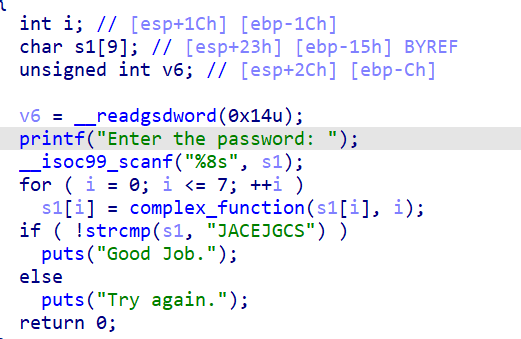 int i; // [esp+1Ch] [ebp-1Ch]
char s1[9]; // [esp+23h] [ebp-15h] BYREF
unsigned int v6; // [esp+2Ch] [ebp-Ch]
v6 = __readgsdword(0x14u);
printf("Enter the password: ");
__isoc99_scanf("%8s", s1);
for ( i = 0; i <= 7; ++i )
s1[i] = complex_function(s1[i], i);
if ( !strcmp(s1, "JACEJGCS") )
puts("Good Job.");
else
puts("Try again.");
return 0;